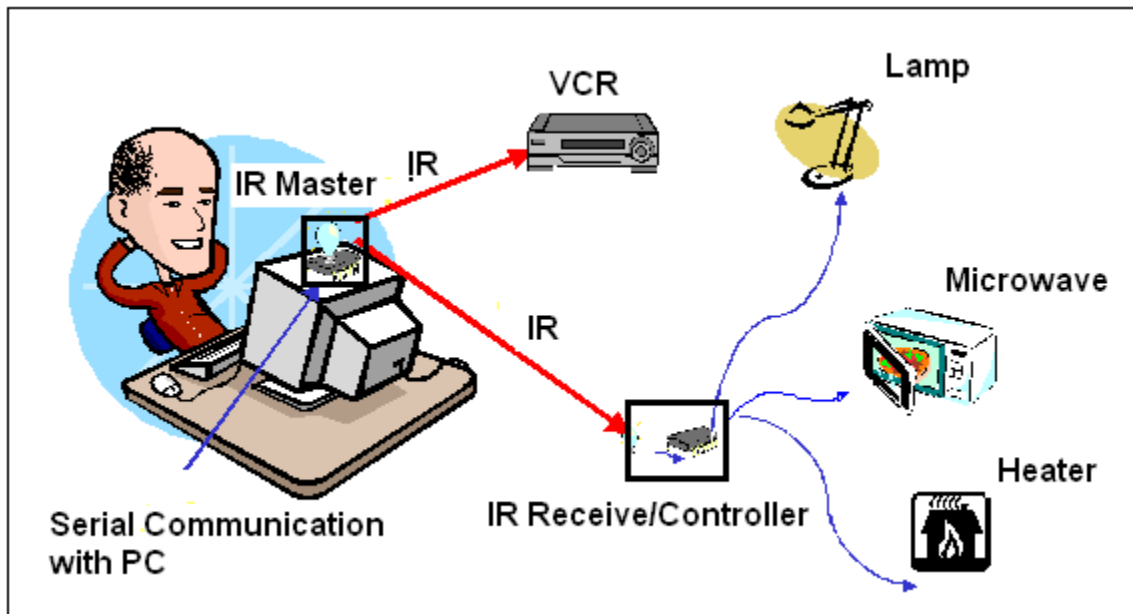 Lamp
VCR
IR
IR Master
Microwave
IR
Heater
IR Receive/Controller
Serial Communication
with PC